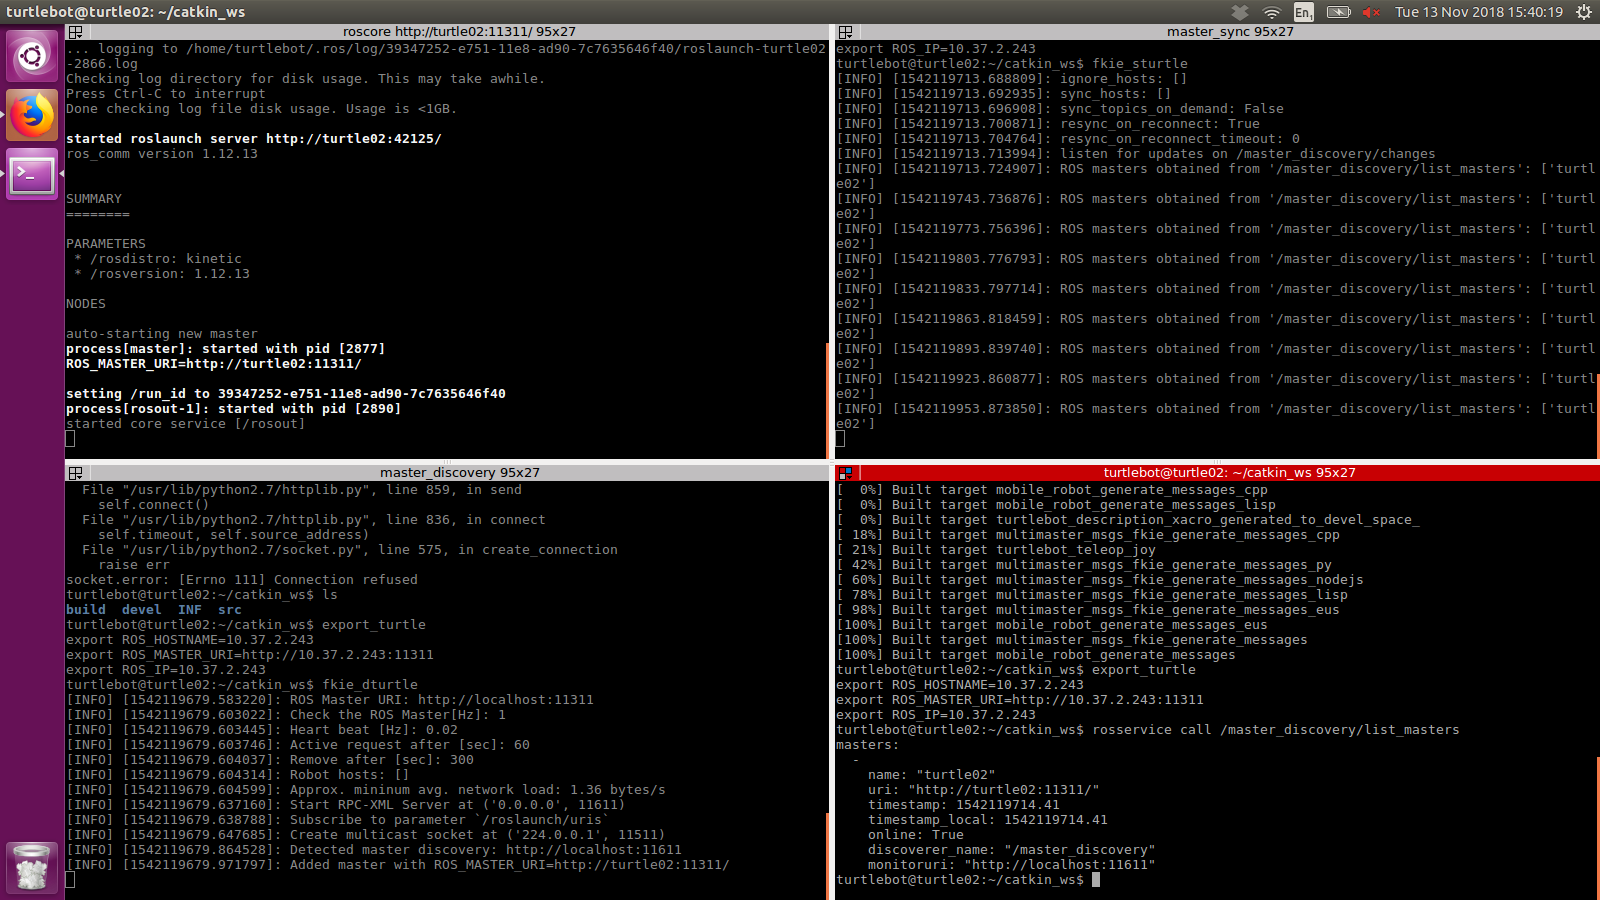 turtlebot@turtle02: ~/catkin_ws
En1
Tue 13 Nov 2018 15:40:19
roscore http://turtle02:11311/ 95x27
... logging to /home/turtlebot/.ros/log/39347252-e751-11e8-ad90-7c7635646f40/roslaunch-turtle02
-2866.log
Checking log directory for disk usage. This may take awhile.
Press Ctrl-C to interrupt
Done checking log file disk usage. Usage is <1GB.
started roslaunch server http://turtle02:42125/
ros_comm version 1.12.13
SUMMARY
========
PARAMETERS
 * /rosdistro: kinetic
 * /rosversion: 1.12.13
NODES
auto-starting new master
process[master]: started with pid [2877]
ROS_MASTER_URI=http://turtle02:11311/
setting /run_id to 39347252-e751-11e8-ad90-7c7635646f40
process[rosout-1]: started with pid [2890]
started core service [/rosout]
master_sync 95x27
export ROS_IP=10.37.2.243
turtlebot@turtle02:~/catkin_ws$ fkie_sturtle
[INFO] [1542119713.688809]: ignore_hosts: []
[INFO] [1542119713.692935]: sync_hosts: []
[INFO] [1542119713.696908]: sync_topics_on_demand: False
[INFO] [1542119713.700871]: resync_on_reconnect: True
[INFO] [1542119713.704764]: resync_on_reconnect_timeout: 0
[INFO] [1542119713.713994]: listen for updates on /master_discovery/changes
[INFO] [1542119713.724907]: ROS masters obtained from '/master_discovery/list_masters': ['turtl
e02']
[INFO] [1542119743.736876]: ROS masters obtained from '/master_discovery/list_masters': ['turtl
e02']
[INFO] [1542119773.756396]: ROS masters obtained from '/master_discovery/list_masters': ['turtl
e02']
[INFO] [1542119803.776793]: ROS masters obtained from '/master_discovery/list_masters': ['turtl
e02']
[INFO] [1542119833.797714]: ROS masters obtained from '/master_discovery/list_masters': ['turtl
e02']
[INFO] [1542119863.818459]: ROS masters obtained from '/master_discovery/list_masters': ['turtl
e02']
[INFO] [1542119893.839740]: ROS masters obtained from '/master_discovery/list_masters': ['turtl
e02']
[INFO] [1542119923.860877]: ROS masters obtained from '/master_discovery/list_masters': ['turtl
e02']
[INFO] [1542119953.873850]: ROS masters obtained from '/master_discovery/list_masters': ['turtl
e02']
master_discovery 95x27
  File "/usr/lib/python2.7/httplib.py", line 859, in send
    self.connect()
  File "/usr/lib/python2.7/httplib.py", line 836, in connect
    self.timeout, self.source_address)
  File "/usr/lib/python2.7/socket.py", line 575, in create_connection
    raise err
socket.error: [Errno 111] Connection refused
turtlebot@turtle02:~/catkin_ws$ ls
build  devel  INF  src
turtlebot@turtle02:~/catkin_ws$ export_turtle
export ROS_HOSTNAME=10.37.2.243
export ROS_MASTER_URI=http://10.37.2.243:11311
export ROS_IP=10.37.2.243
turtlebot@turtle02:~/catkin_ws$ fkie_dturtle
[INFO] [1542119679.583220]: ROS Master URI: http://localhost:11311
[INFO] [1542119679.603022]: Check the ROS Master[Hz]: 1
[INFO] [1542119679.603445]: Heart beat [Hz]: 0.02
[INFO] [1542119679.603746]: Active request after [sec]: 60
[INFO] [1542119679.604037]: Remove after [sec]: 300
[INFO] [1542119679.604314]: Robot hosts: []
[INFO] [1542119679.604599]: Approx. mininum avg. network load: 1.36 bytes/s
[INFO] [1542119679.637160]: Start RPC-XML Server at ('0.0.0.0', 11611)
[INFO] [1542119679.638788]: Subscribe to parameter `/roslaunch/uris`
[INFO] [1542119679.647685]: Create multicast socket at ('224.0.0.1', 11511)
[INFO] [1542119679.864528]: Detected master discovery: http://localhost:11611
[INFO] [1542119679.971797]: Added master with ROS_MASTER_URI=http://turtle02:11311/
turtlebot@turtle02: ~/catkin_ws 95x27
[  0%] Built target mobile_robot_generate_messages_cpp
[  0%] Built target mobile_robot_generate_messages_lisp
[  0%] Built target turtlebot_description_xacro_generated_to_devel_space_
[ 18%] Built target multimaster_msgs_fkie_generate_messages_cpp
[ 21%] Built target turtlebot_teleop_joy
[ 42%] Built target multimaster_msgs_fkie_generate_messages_py
[ 60%] Built target multimaster_msgs_fkie_generate_messages_nodejs
[ 78%] Built target multimaster_msgs_fkie_generate_messages_lisp
[ 98%] Built target multimaster_msgs_fkie_generate_messages_eus
[100%] Built target mobile_robot_generate_messages_eus
[100%] Built target multimaster_msgs_fkie_generate_messages
[100%] Built target mobile_robot_generate_messages
turtlebot@turtle02:~/catkin_ws$ export_turtle
export ROS_HOSTNAME=10.37.2.243
export ROS_MASTER_URI=http://10.37.2.243:11311
export ROS_IP=10.37.2.243
turtlebot@turtle02:~/catkin_ws$ rosservice call /master_discovery/list_masters
masters:
  -
    name: "turtle02"
    uri: "http://turtle02:11311/"
    timestamp: 1542119714.41
    timestamp_local: 1542119714.41
    online: True
    discoverer_name: "/master_discovery"
    monitoruri: "http://localhost:11611"
turtlebot@turtle02:~/catkin_ws$